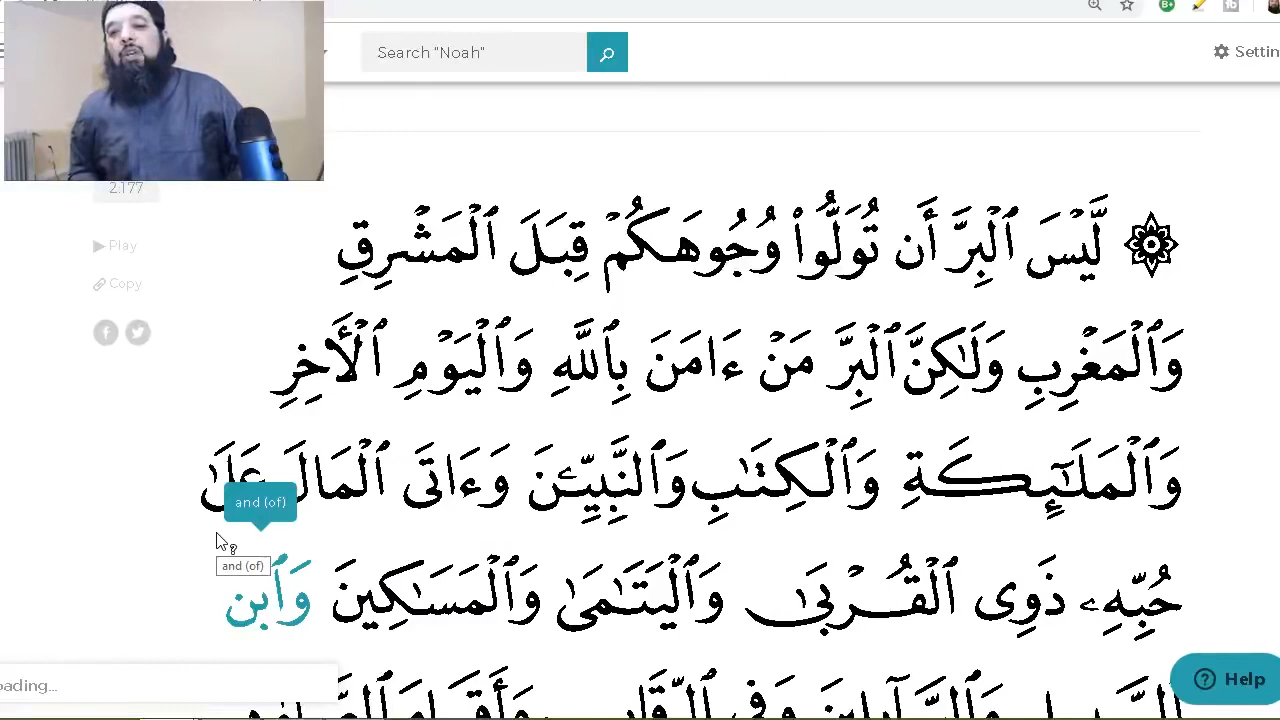 Search "Noah"
Settin
2:177
Play
Copy
لَّيْسَ ٱلْبِرَّ أَن تُوَلُّوا۟ وُجُوهَكُمْ قِبَلَ ٱلْمَشْرِقِ
وَٱلْمَغْرِبِ وَلَـٰكِنَّ ٱلْبِرَّ مَنْ ءَامَنَ بِٱللَّهِ وَٱلْيَوْمِ ٱلْـَٔاخِرِ
وَٱلْمَلَـٰٓئِكَةِ وَٱلْكِتَـٰبِ وَٱلنَّبِيِّـۧنَ وَءَاتَى ٱلْمَالَ عَلَىٰ
and (of)
and (of)
حُبِّهِۦ ذَوِى ٱلْقُرْبَىٰ وَٱلْيَتَـٰمَىٰ وَٱلْمَسَـٰكِينَ وَٱبْنَ
oading...
Help